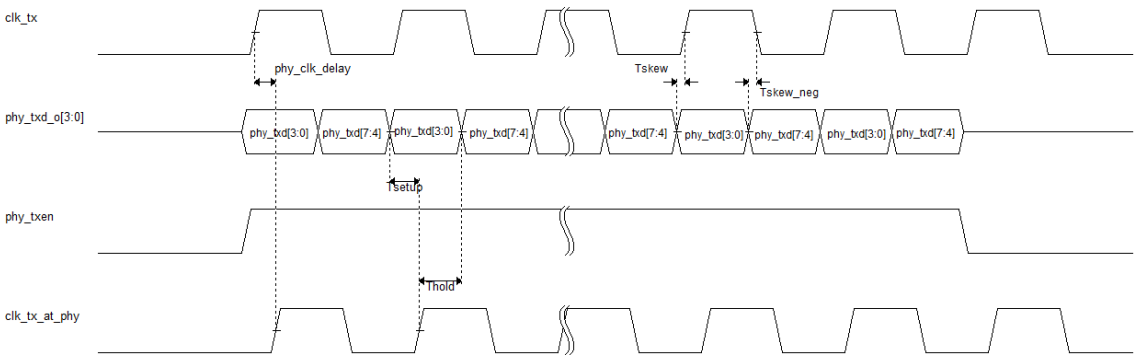 clk_tx
phy_clk_delay
Tskew
Tskew_neg
phy_txd_o[3:0]
phy_txd[3:0] phy_txd[7:4] phy_txd[3:0] phy_txd[7:4] phy_txd[7:4] phy_txd[3:0] phy_txd[7:4] phy_txd[3:0] phy_txd[7:4]
Tsetup
phy_txen
Thold
clk_tx_at_phy